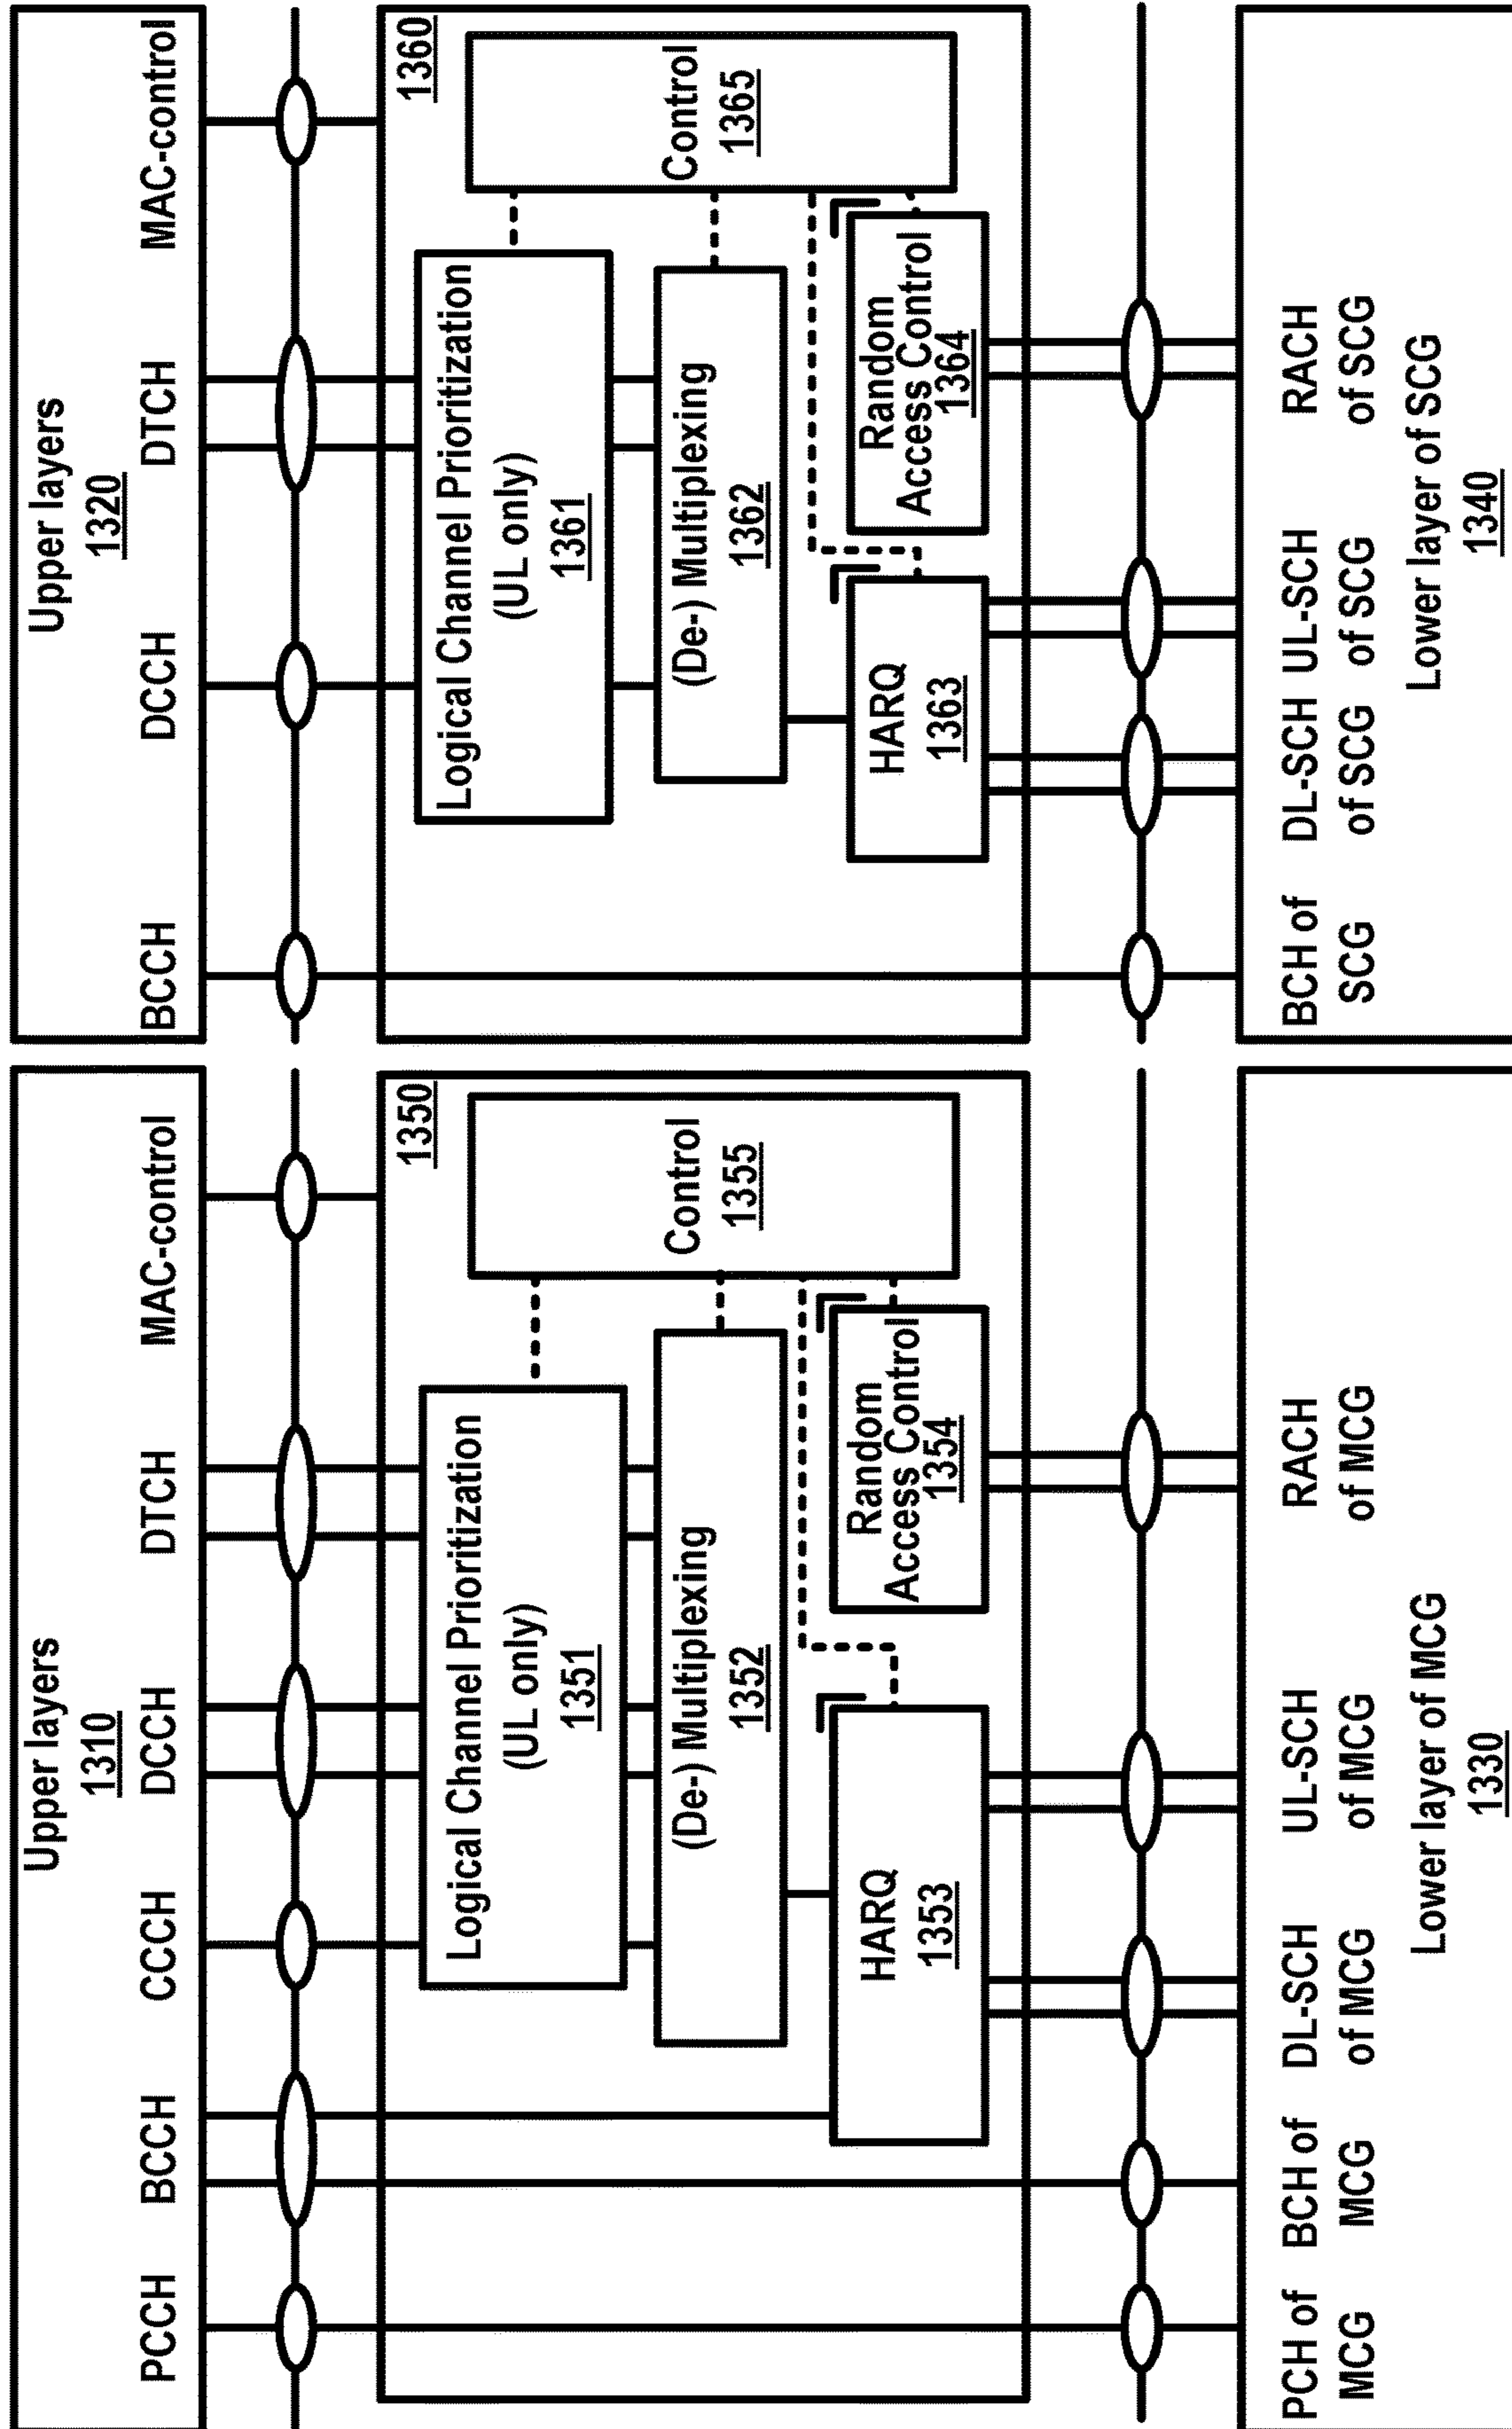 Upper layers
1310
PCCH
BCCH
CCCH
DCCH
DTCH
MAC-control
1350
Logical Channel Prioritization
(UL only)
1351
(De-) Multiplexing
1352
HARQ
1353
Random
Access Control
1354
Control
1355
PCH of
MCG
BCH of
MCG
DL-SCH
of MCG
UL-SCH
of MCG
RACH
of MCG
Lower layer of MCG
1330
Upper layers
1320
BCCH
DCCH
DTCH
MAC-control
1360
Logical Channel Prioritization
(UL only)
1361
(De-) Multiplexing
1362
HARQ
1363
Random
Access Control
1364
Control
1365
BCH of
SCG
DL-SCH
of SCG
UL-SCH
of SCG
RACH
of SCG
Lower layer of SCG
1340